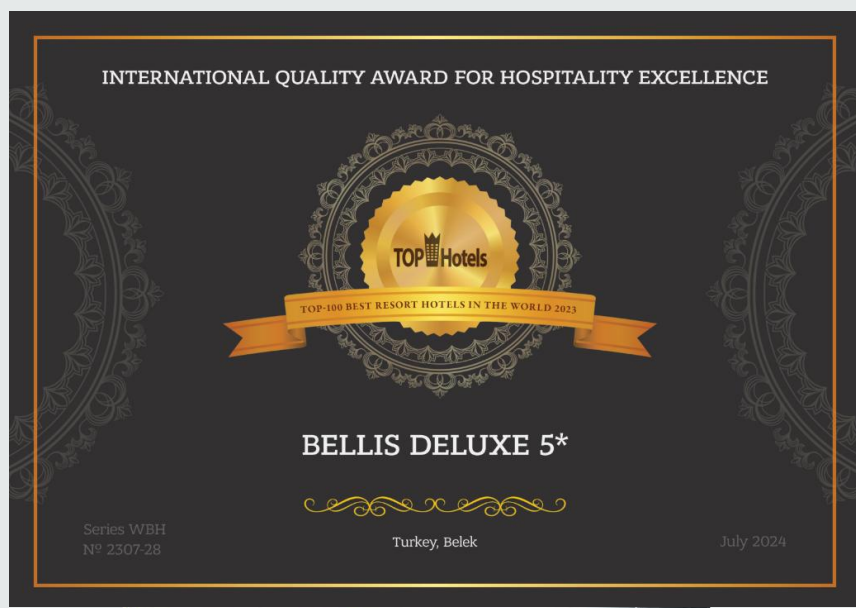 INTERNATIONAL QUALITY AWARD FOR HOSPITALITY EXCELLENCE
TOP Hotels
TOP-100 BEST RESORT HOTELS IN THE WORLD 2023
BELLIS DELUXE 5*
Series WBH
Nº 2307-28
Turkey, Belek
July 2024